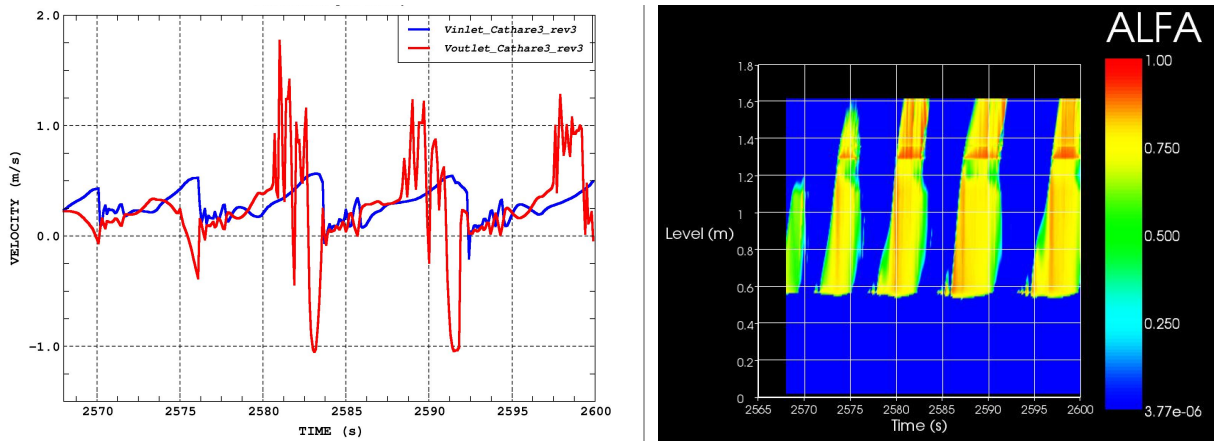 2.0
1.0
0.0
-1.0
VELOCITY (m/s)
Vinlet_Cathare3_rev3
Voutlet_Cathare3_rev3
2570 2575 2580 2585 2590 2595 2600
TIME (s)
ALFA
1.8
1.6
1.4
1.2
1
0.8
0.6
0.4
0.2
0
Level (m)
2565 2570 2575 2580 2585 2590 2595 2600
Time (s)
1.00
0.750
0.500
0.250
3.77e-06